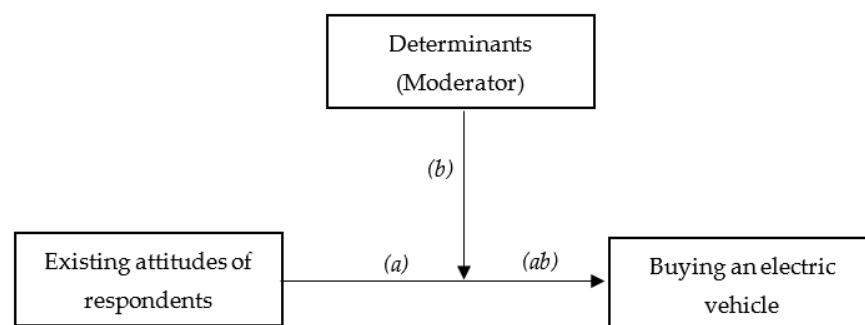 Determinants
(Moderator)
(b)
Existing attitudes of
respondents
(a)
(ab)
Buying an electric
vehicle